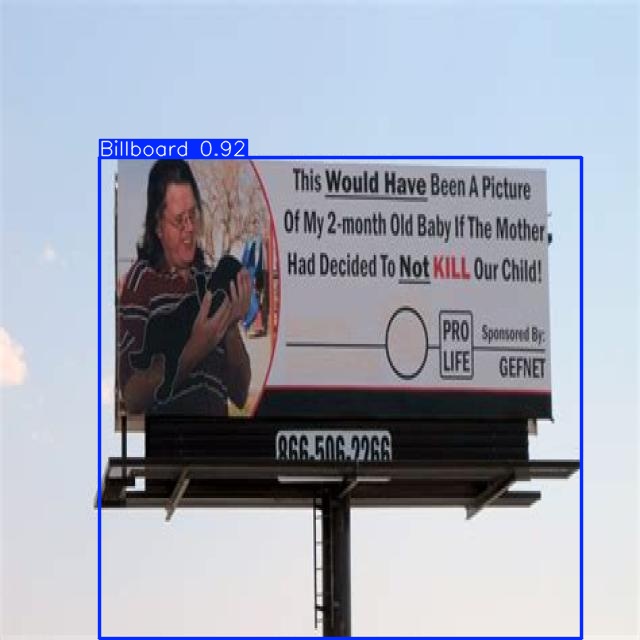 Billboard 0.92
This Would Have Been A Picture
Of My 2-month Old Baby If The Mother
Had Decided To Not KILL Our Child!
PRO
LIFE
Sponsored By:
GEFNET
866-506-2266